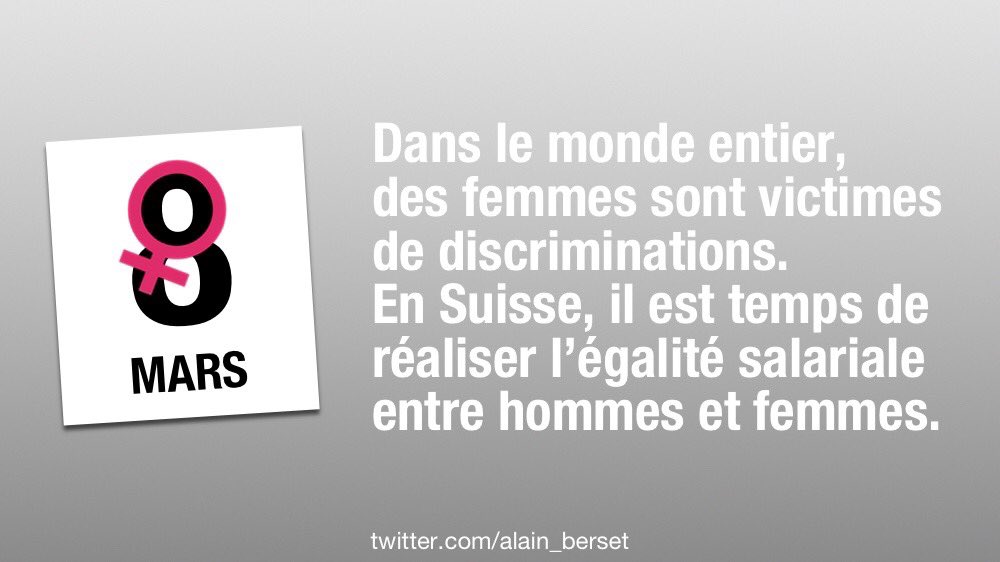 8
MARS
Dans le monde entier,
des femmes sont victimes
de discriminations.
En Suisse, il est temps de
réaliser l’égalité salariale
entre hommes et femmes.
twitter.com/alain_berset